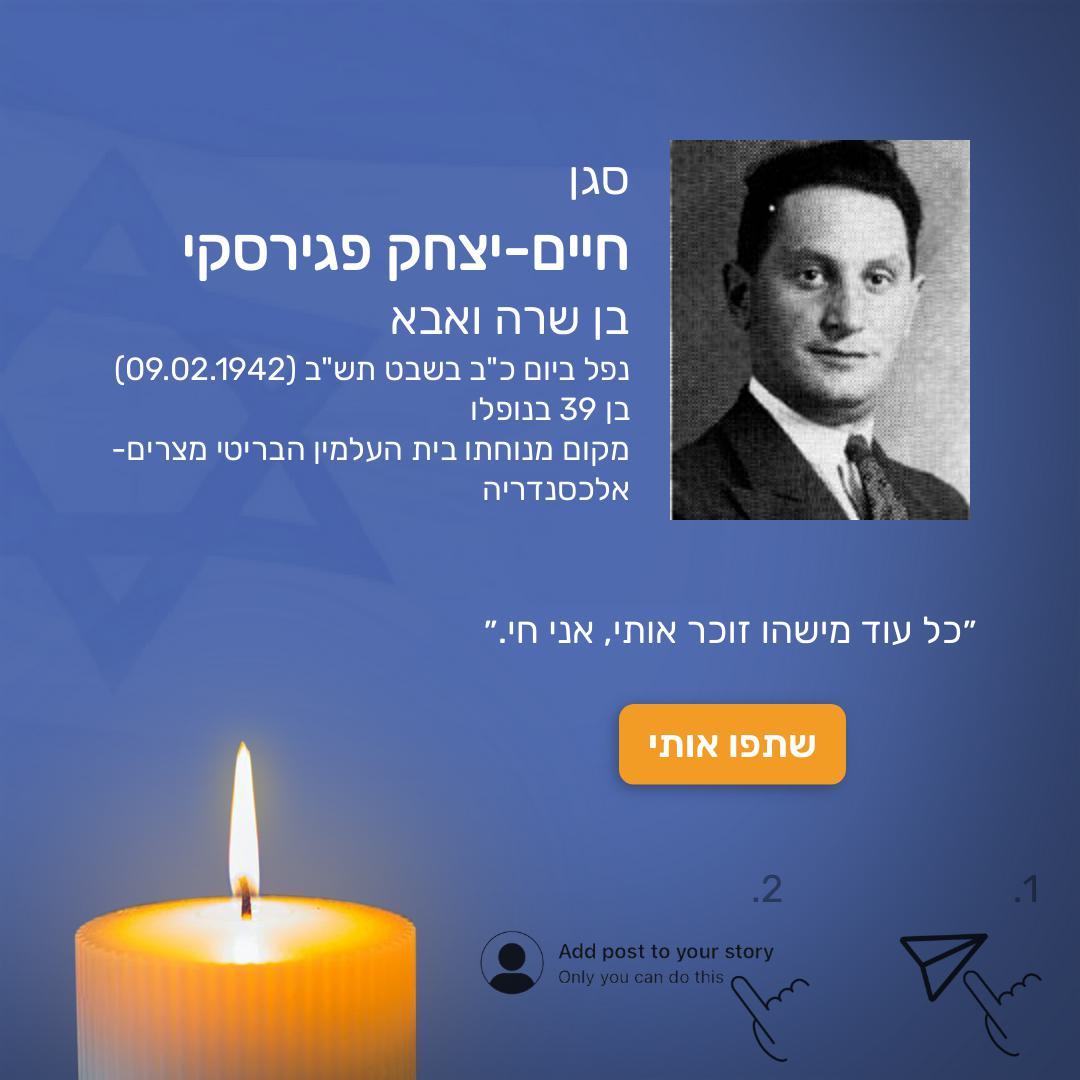 סגן
חיים-יצחק פגירסקי
בן שרה ואבא
נפל ביום כ"ב בשבט תש"ב (09.02.1942)
בן 39 בנופלו
מקום מנוחתו בית העלמין הבריטי מצרים-
אלכסנדריה
״כל עוד מישהו זוכר אותי, אני חי.״
שתפו אותי
1.
2.
Add post to your story
Only you can do this